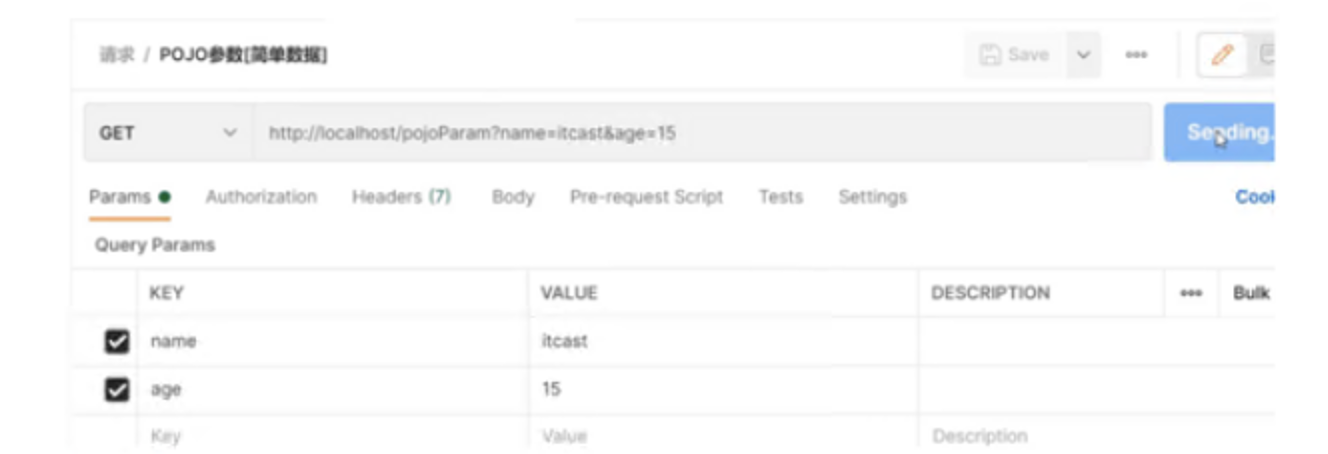 请求 / POJO参数[简单数据] Save
GET http://localhost/pojoParam?name=itcast&age=15 Sending.
Params Authorization Headers (7) Body Pre-request Script Tests Settings
Query Params
KEY VALUE DESCRIPTION Bulk
name itcast
age 15
Key Value Description